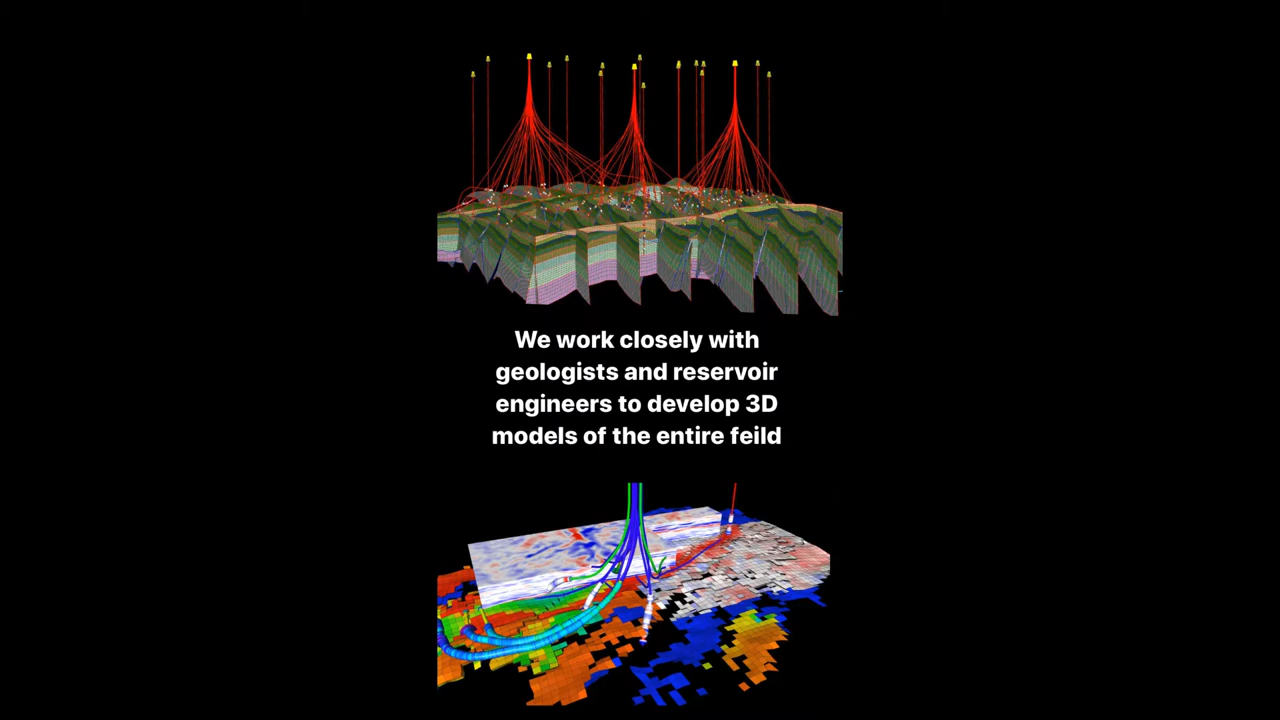 We work closely with
geologists and reservoir
engineers to develop 3D
models of the entire feild